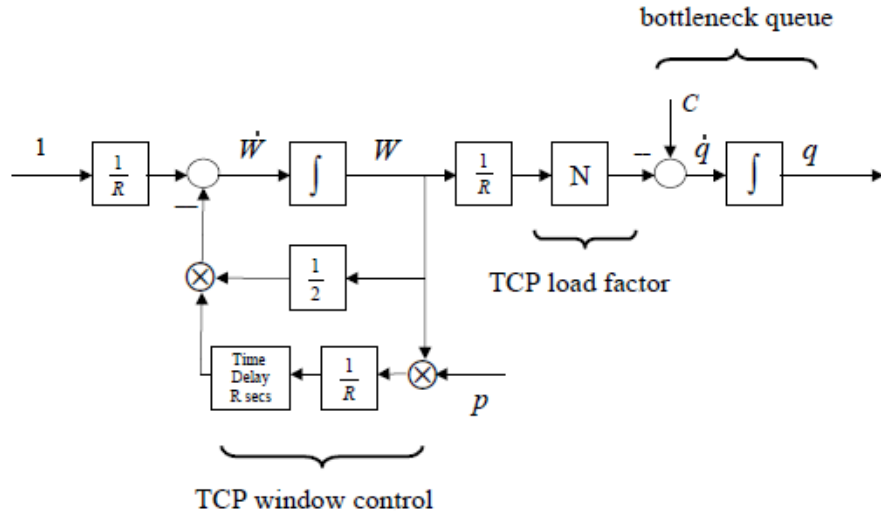 bottleneck queue
C
1
1/R
−
Ẇ
∫
W
1/R
N
−
q̇
∫
q
⊗
1/2
TCP load factor
Time
Delay
R secs
1/R
⊗
p
TCP window control